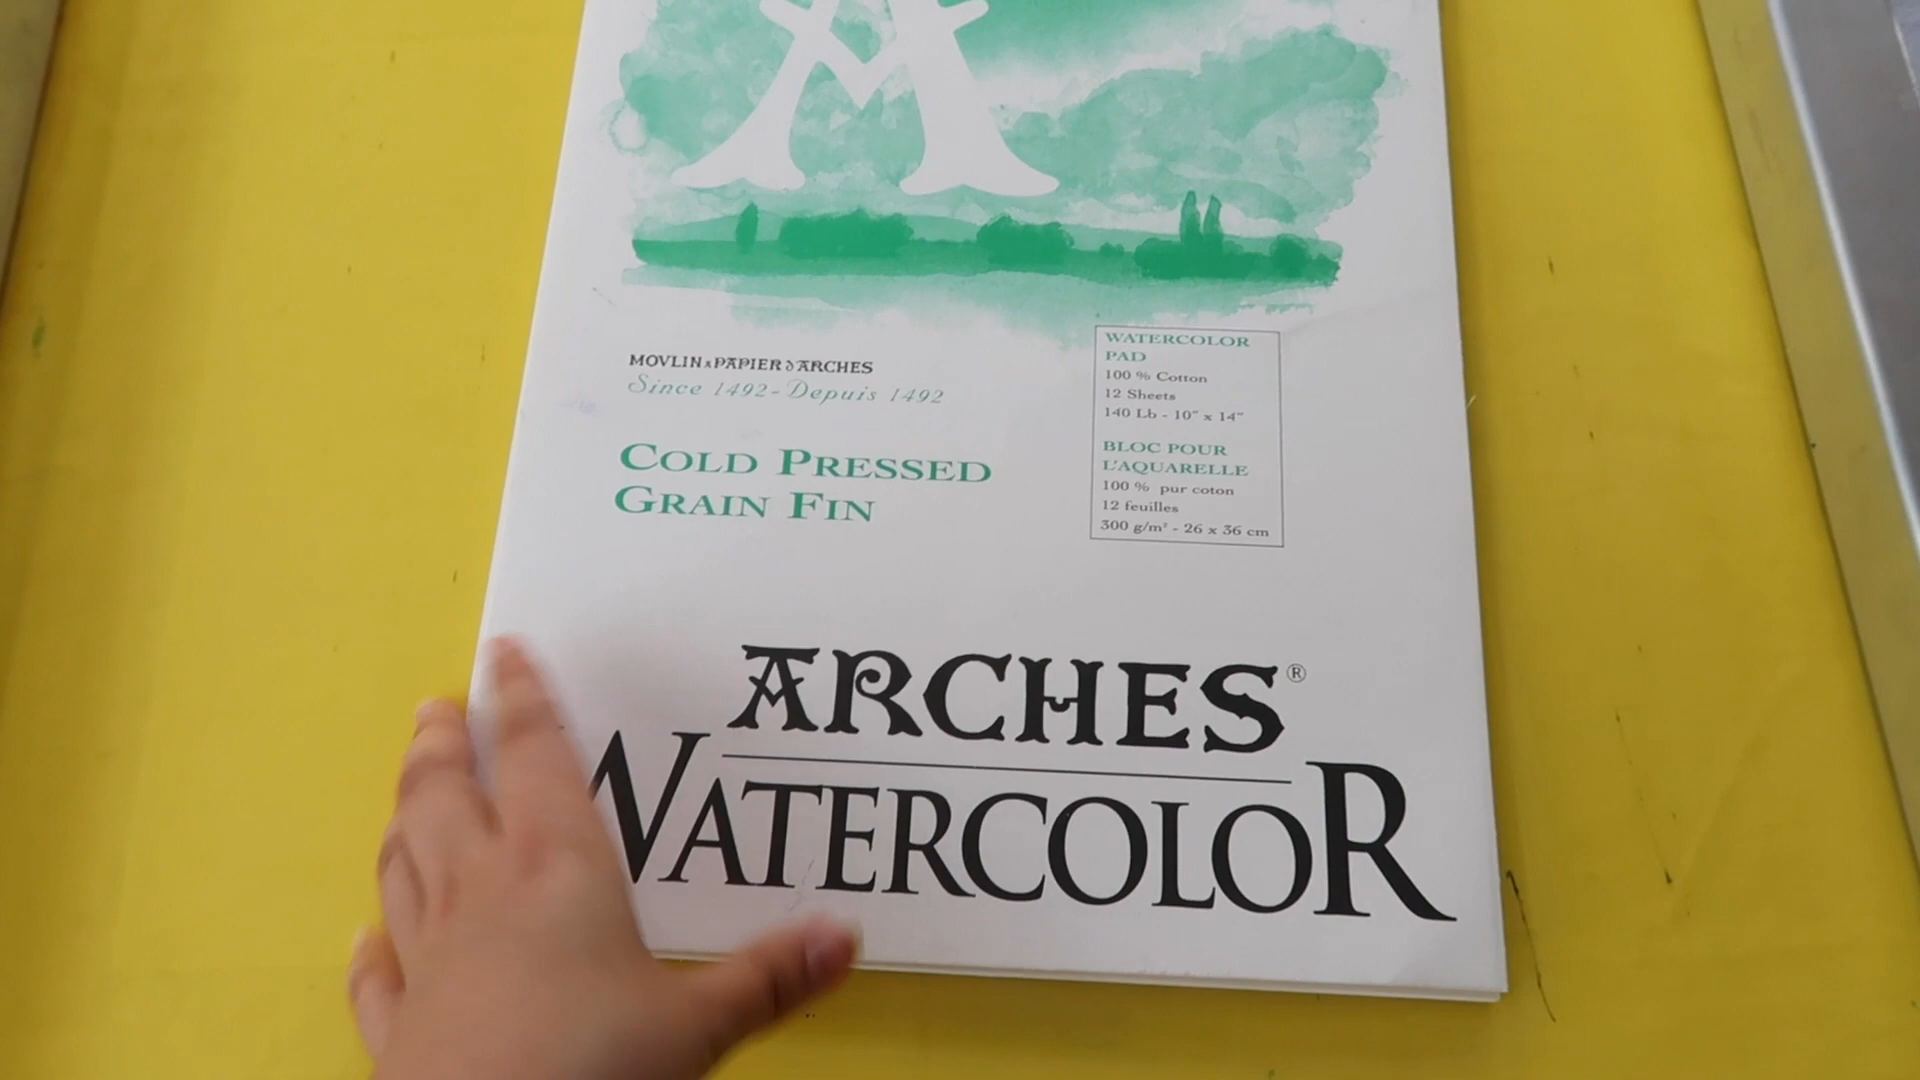 MOVLIN & PAPIER D'ARCHES
Since 1492-Depuis 1492
COLD PRESSED
GRAIN FIN
WATERCOLOR
PAD
100 % Cotton
12 Sheets
140 Lb - 10" x 14"
BLOC POUR
L'AQUARELLE
100 % pur coton
12 feuilles
300 g/m² - 26 x 36 cm
ARCHES®
WATERCOLOR